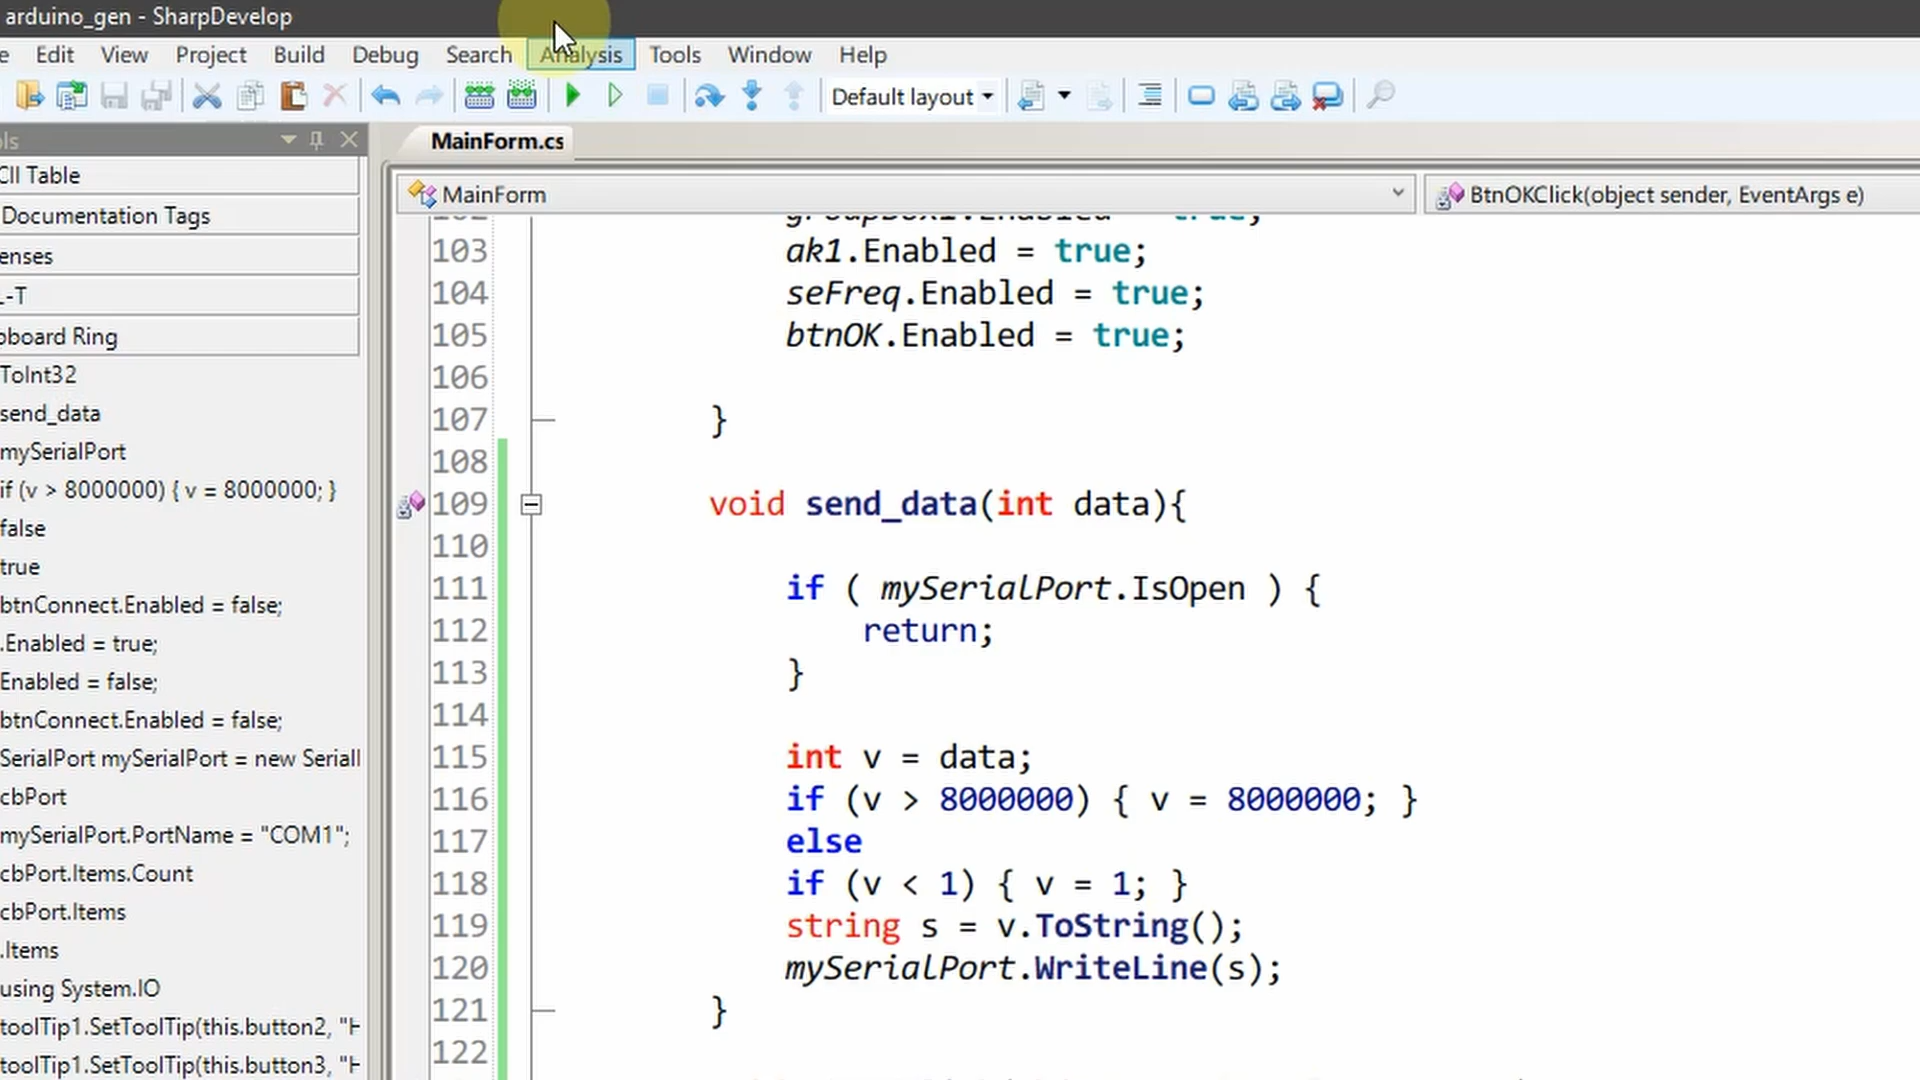 arduino_gen - SharpDevelop
Edit View Project Build Debug Search Analysis Tools Window Help
Default layout
MainForm.cs
MainForm
BtnOKClick(object sender, EventArgs e)
CII Table
Documentation Tags
enses
-T
board Ring
ToInt32
send_data
mySerialPort
if (v > 8000000) { v = 8000000; }
false
true
btnConnect.Enabled = false;
.Enabled = true;
Enabled = false;
btnConnect.Enabled = false;
SerialPort mySerialPort = new Seriall
cbPort
mySerialPort.PortName = "COM1";
cbPort.Items.Count
cbPort.Items
.Items
using System.IO
toolTip1.SetToolTip(this.button2, "H
toolTip1.SetToolTip(this.button3, "H
102 groupBox1.Enabled = true;
103 ak1.Enabled = true;
104 seFreq.Enabled = true;
105 btnOK.Enabled = true;
106
107 }
108
109 void send_data(int data){
110
111 if ( mySerialPort.IsOpen ) {
112 return;
113 }
114
115 int v = data;
116 if (v > 8000000) { v = 8000000; }
117 else
118 if (v < 1) { v = 1; }
119 string s = v.ToString();
120 mySerialPort.WriteLine(s);
121 }
122